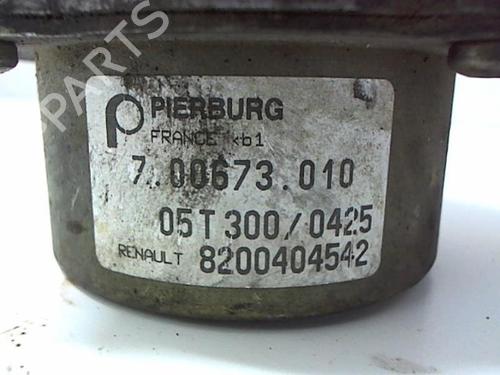 PARTS
PIERBURG
FRANCE kb1
7.00673.010
05T300/0425
RENAULT 8200404542